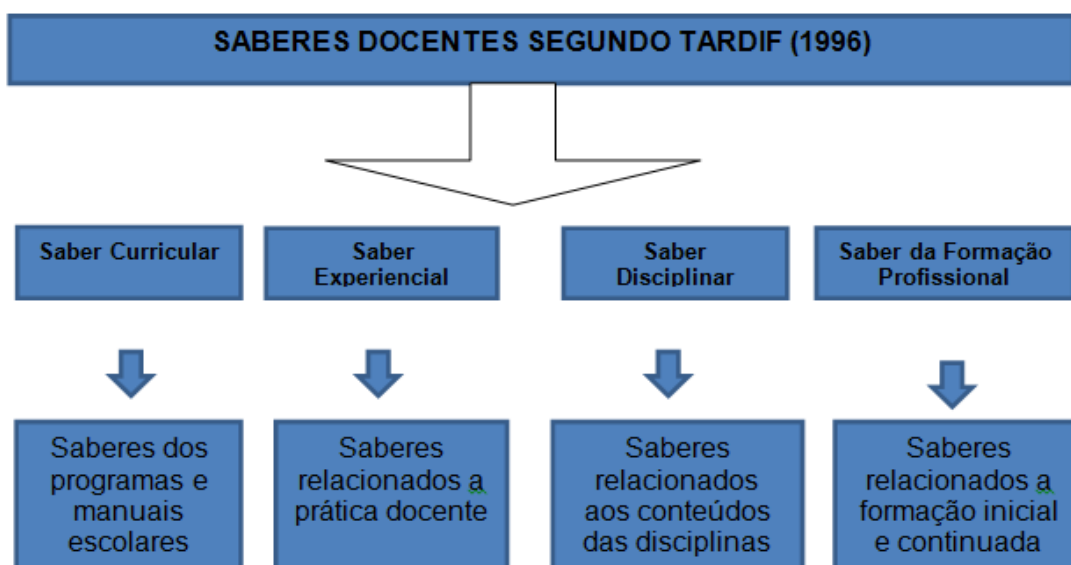 SABERES DOCENTES SEGUNDO TARDIF (1996)
Saber Curricular
Saber
Experiencial
Saber
Disciplinar
Saber da Formação
Profissional
Saberes dos
programas e
manuais
escolares
Saberes
relacionados a
prática docente
Saberes
relacionados
aos conteúdos
das disciplinas
Saberes
relacionados a
formação inicial
e continuada